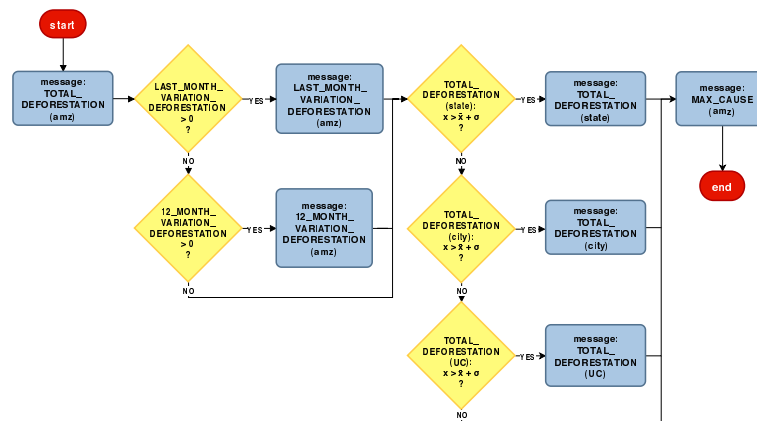 start
message:
TOTAL_
DEFORESTATION
(amz)
LAST_MONTH_
VARIATION_
DEFORESTATION
> 0
?
YES
message:
LAST_MONTH_
VARIATION_
DEFORESTATION
(amz)
NO
12_MONTH_
VARIATION_
DEFORESTATION
> 0
?
YES
message:
12_MONTH_
VARIATION_
DEFORESTATION
(amz)
NO
TOTAL_
DEFORESTATION
(state):
x > x̄ + σ
?
YES
message:
TOTAL_
DEFORESTATION
(state)
NO
TOTAL_
DEFORESTATION
(city):
x > x̄ + σ
?
YES
message:
TOTAL_
DEFORESTATION
(city)
NO
TOTAL_
DEFORESTATION
(UC):
x > x̄ + σ
?
YES
message:
TOTAL_
DEFORESTATION
(UC)
NO
message:
MAX_CAUSE
(amz)
end